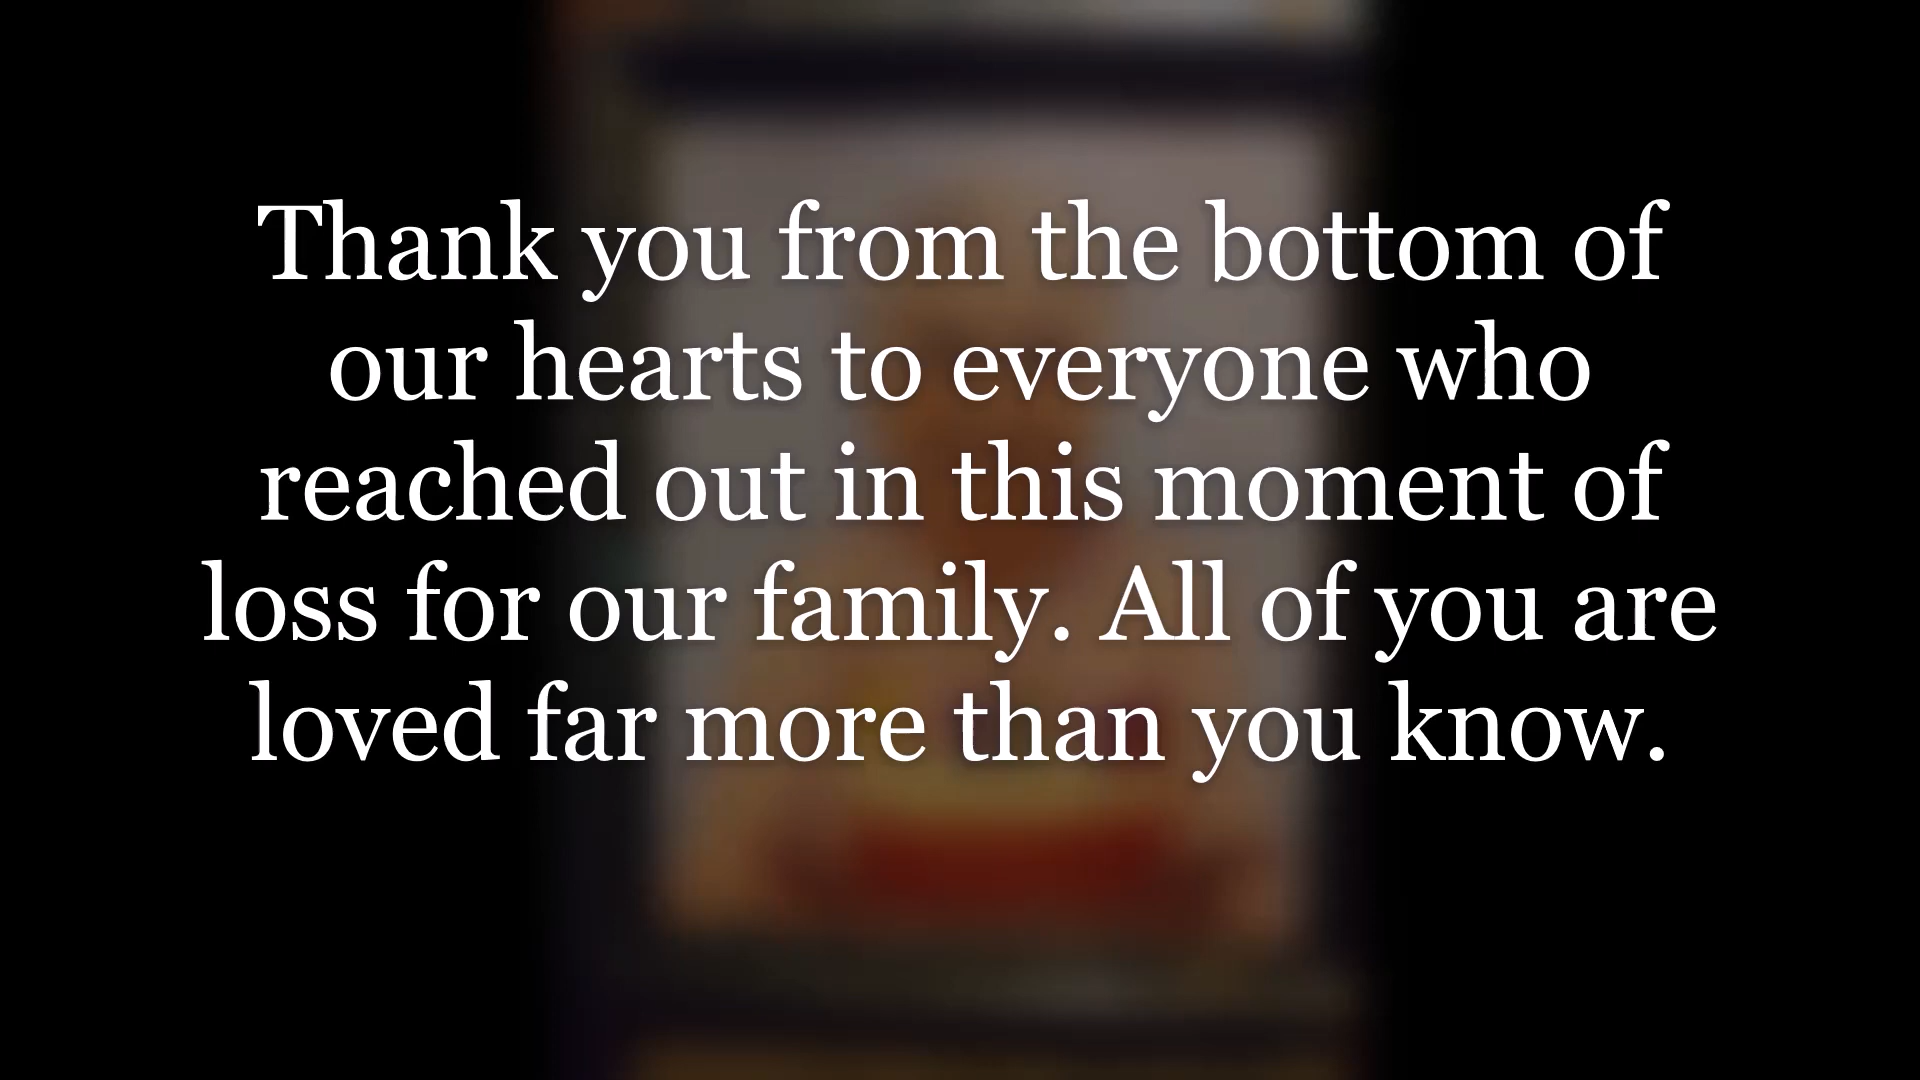 Thank you from the bottom of
our hearts to everyone who
reached out in this moment of
loss for our family. All of you are
loved far more than you know.